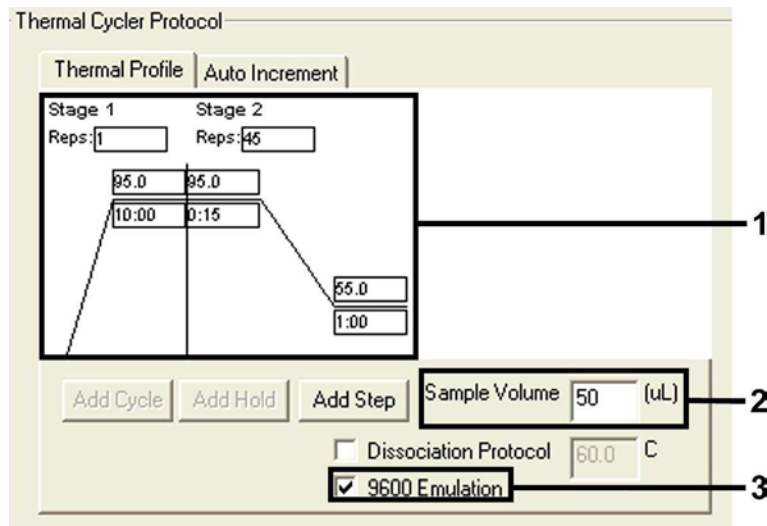 Thermal Cycler Protocol
Thermal Profile Auto Increment
Stage 1 Stage 2
Reps: 1 Reps: 45
95.0 95.0
10:00 0:15
55.0
1:00
1
Add Cycle Add Hold Add Step Sample Volume 50 (uL)
2
Dissociation Protocol 60.0 C
9600 Emulation
3